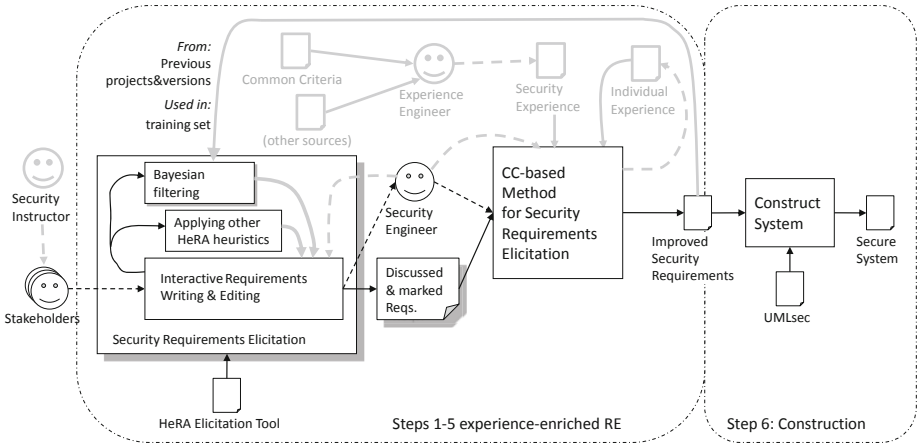 From:
Previous
projects&versions
Used in:
training set
Common Criteria
(other sources)
Experience
Engineer
Security
Experience
Individual
Experience
Security
Instructor
Stakeholders
Bayesian
filtering
Applying other
HeRA heuristics
Interactive Requirements
Writing & Editing
Security Requirements Elicitation
HeRA Elicitation Tool
Security
Engineer
Discussed
& marked
Reqs.
CC-based
Method
for Security
Requirements
Elicitation
Improved
Security
Requirements
Construct
System
Secure
System
UMLsec
Steps 1-5 experience-enriched RE
Step 6: Construction